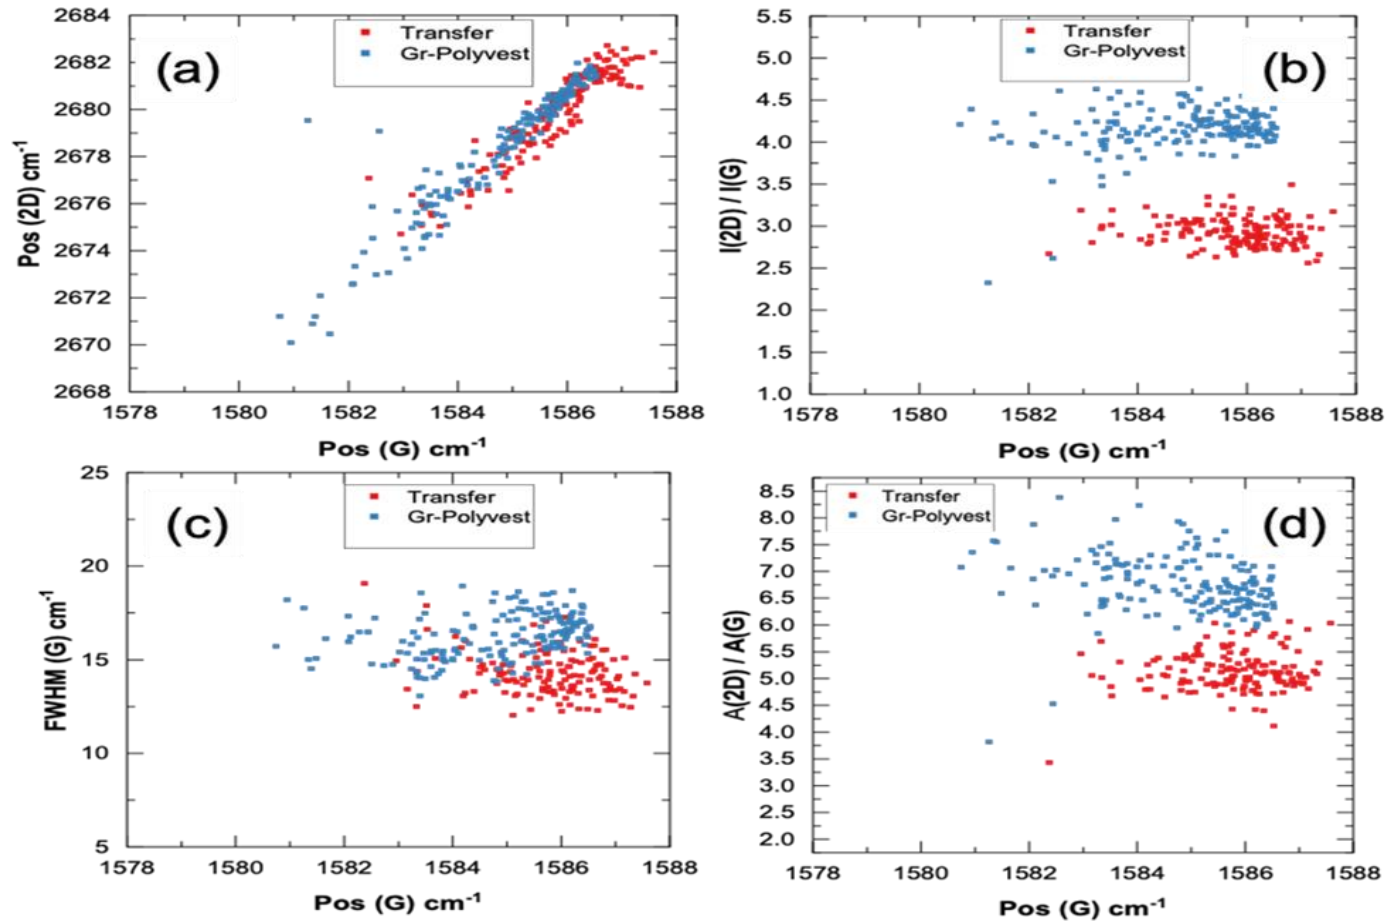 2684
2682
2680
2678
2676
2674
2672
2670
2668
Pos (2D) cm-1
(a)
Transfer
Gr-Polyvest
1578 1580 1582 1584 1586 1588
Pos (G) cm-1
5.5
5.0
4.5
4.0
3.5
3.0
2.5
2.0
1.5
1.0
I(2D) / I(G)
Transfer
Gr-Polyvest
(b)
1578 1580 1582 1584 1586 1588
Pos (G) cm-1
25
20
15
10
5
FWHM (G) cm-1
(c)
Transfer
Gr-Polyvest
1578 1580 1582 1584 1586 1588
Pos (G) cm-1
8.5
8.0
7.5
7.0
6.5
6.0
5.5
5.0
4.5
4.0
3.5
3.0
2.5
2.0
A(2D) / A(G)
Transfer
Gr-Polyvest
(d)
1578 1580 1582 1584 1586 1588
Pos (G) cm-1